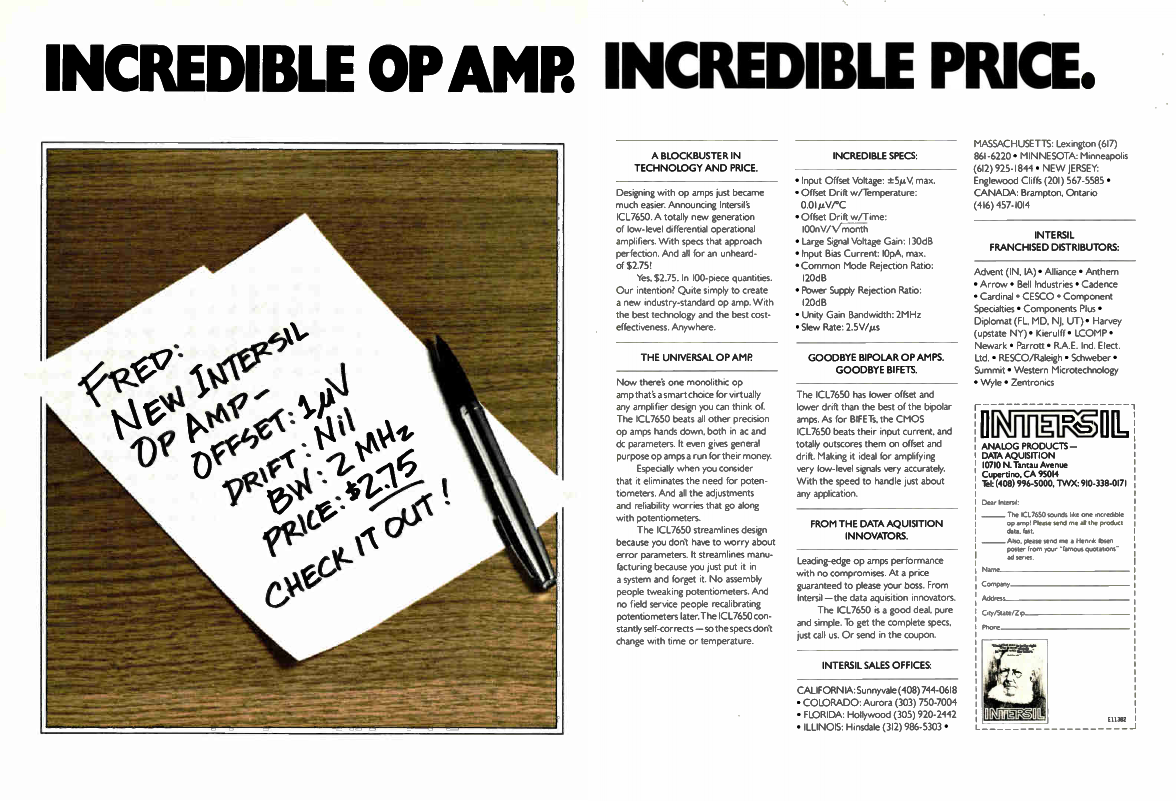 INCREDIBLE OP AMP. INCREDIBLE PRICE.
FRED:
NEW INTERSIL
OP AMP-
OFFSET: 1µV
DRIFT: Nil
BW: 2 MHz
PRICE: $2.75
CHECK IT OUT!
A BLOCKBUSTER IN
TECHNOLOGY AND PRICE.
Designing with op amps just became
much easier. Announcing Intersil's
ICL7650. A totally new generation
of low-level differential operational
amplifiers. With specs that approach
perfection. And all for an unheard-
of $2.75!
Yes, $2.75. In 100-piece quantities.
Our intention? Quite simply to create
a new industry-standard op amp. With
the best technology and the best cost-
effectiveness. Anywhere.
THE UNIVERSAL OP AMP.
Now there's one monolithic op
amp that's a smart choice for virtually
any amplifier design you can think of.
The ICL7650 beats all other precision
op amps hands down, both in ac and
dc parameters. It even gives general
purpose op amps a run for their money.
Especially when you consider
that it eliminates the need for poten-
tiometers. And all the adjustments
and reliability worries that go along
with potentiometers.
The ICL7650 streamlines design
because you don't have to worry about
error parameters. It streamlines manu-
facturing because you just put it in
a system and forget it. No assembly
people tweaking potentiometers. And
no field service people recalibrating
potentiometers later. The ICL7650 con-
stantly self-corrects — so the specs don't
change with time or temperature.
INCREDIBLE SPECS:
• Input Offset Voltage: ±5µV, max.
• Offset Drift w/Temperature:
0.01µV/°C
• Offset Drift w/Time:
100nV/√month
• Large Signal Voltage Gain: 130dB
• Input Bias Current: 10pA, max.
• Common Mode Rejection Ratio:
120dB
• Power Supply Rejection Ratio:
120dB
• Unity Gain Bandwidth: 2MHz
• Slew Rate: 2.5V/µs
GOODBYE BIPOLAR OP AMPS.
GOODBYE BIFETS.
The ICL7650 has lower offset and
lower drift than the best of the bipolar
amps. As for BIFETs, the CMOS
ICL7650 beats their input current, and
totally outscores them on offset and
drift. Making it ideal for amplifying
very low-level signals very accurately.
With the speed to handle just about
any application.
FROM THE DATA AQUISITION
INNOVATORS.
Leading-edge op amps performance
with no compromises. At a price
guaranteed to please your boss. From
Intersil — the data aquisition innovators.
The ICL7650 is a good deal, pure
and simple. To get the complete specs,
just call us. Or send in the coupon.
INTERSIL SALES OFFICES:
CALIFORNIA: Sunnyvale (408) 744-0618
• COLORADO: Aurora (303) 750-7004
• FLORIDA: Hollywood (305) 920-2442
• ILLINOIS: Hinsdale (312) 986-5303 •
MASSACHUSETTS: Lexington (617)
861-6220 • MINNESOTA: Minneapolis
(612) 925-1844 • NEW JERSEY:
Englewood Cliffs (201) 567-5585 •
CANADA: Brampton, Ontario
(416) 457-1014
INTERSIL
FRANCHISED DISTRIBUTORS:
Advent (IN, IA) • Alliance • Anthem
• Arrow • Bell Industries • Cadence
• Cardinal • CESCO • Component
Specialties • Components Plus •
Diplomat (FL, MD, NJ, UT) • Harvey
(upstate NY) • Kierulff • LCOMP •
Newark • Parrott • R.A.E. Ind. Elect.
Ltd. • RESCO/Raleigh • Schweber •
Summit • Western Microtechnology
• Wyle • Zentronics
INTERSIL
ANALOG PRODUCTS —
DATA AQUISITION
10710 N. Tantau Avenue
Cupertino, CA 95014
Tel: (408) 996-5000, TWX: 910-338-0171
Dear Intersil:
The ICL7650 sounds like one incredible
op amp! Please send me all the product
data, fast.
Also, please send me a Henrik Ibsen
poster from your "famous quotations"
ad series.
Name
Company
Address
City/State/Zip
Phone
INTERSIL
E11382